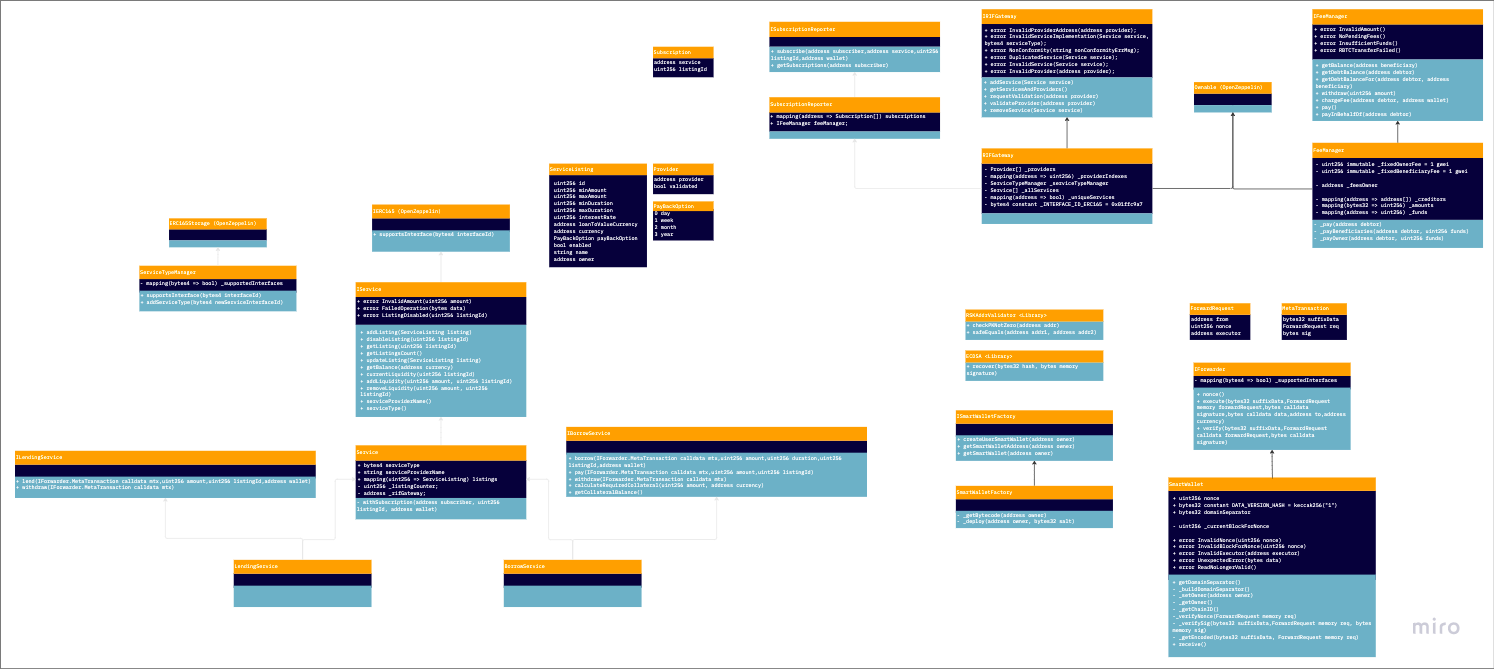 Subscription
address service
uint256 listingId
ISubscriptionReporter
+ subscribe(address subscriber,address service,uint256
listingId,address wallet)
+ getSubscriptions(address subscriber)
SubscriptionReporter
+ mapping(address => Subscription[]) subscriptions
+ IFeeManager feeManager;
IRIFGateway
+ error InvalidProviderAddress(address provider);
+ error InvalidServiceImplementation(Service service,
bytes4 serviceType);
+ error NonConformity(string nonConformityErrMsg);
+ error DuplicatedService(Service service);
+ error InvalidService(Service service);
+ error InvalidProvider(address provider);
+ addService(Service service)
+ getServicesAndProviders()
+ requestValidation(address provider)
+ validateProvider(address provider)
+ removeService(Service service)
RIFGateway
- Provider[] _providers
- mapping(address => uint256) _providerIndexes
- ServiceTypeManager _serviceTypeManager
- Service[] _allServices
- mapping(address => bool) _uniqueServices
- bytes4 constant _INTERFACE_ID_ERC165 = 0x01ffc9a7
Ownable (OpenZeppelin)
IFeeManager
+ error InvalidAmount()
+ error NoPendingFees()
+ error InsufficientFunds()
+ error RBTCTransferFailed()
+ getBalance(address beneficiary)
+ getDebtBalance(address debtor)
+ getDebtBalanceFor(address debtor, address
beneficiary)
+ withdraw(uint256 amount)
+ chargeFee(address debtor, address wallet)
+ pay()
+ payInBehalfOf(address debtor)
FeeManager
- uint256 immutable _fixedOwnerFee = 1 gwei
- uint256 immutable _fixedBeneficiaryFee = 1 gwei
- address _feesOwner
- mapping(address => address[]) _creditors
- mapping(bytes32 => uint256) _amounts
- mapping(address => uint256) _funds
- _pay(address debtor)
- _payBeneficiaries(address debtor, uint256 funds)
- _payOwner(address debtor, uint256 funds)
ServiceListing
uint256 id
uint256 minAmount
uint256 maxAmount
uint256 minDuration
uint256 maxDuration
uint256 interestRate
address loanToValueCurrency
address currency
PayBackOption payBackOption
bool enabled
string name
address owner
Provider
address provider
bool validated
PayBackOption
0 day
1 week
2 month
3 year
ERC165Storage (OpenZeppelin)
ServiceTypeManager
- mapping(bytes4 => bool) _supportedInterfaces
+ supportsInterface(bytes4 interfaceId)
+ addServiceType(bytes4 newServiceInterfaceId)
IERC165 (OpenZeppelin)
+ supportsInterface(bytes4 interfaceId)
IService
+ error InvalidAmount(uint256 amount)
+ error FailedOperation(bytes data)
+ error ListingDisabled(uint256 listingId)
+ addListing(ServiceListing listing)
+ disableListing(uint256 listingId)
+ getListing(uint256 listingId)
+ getListingsCount()
+ updateListing(ServiceListing listing)
+ getBalance(address currency)
+ currentLiquidity(uint256 listingId)
+ addLiquidity(uint256 amount, uint256 listingId)
+ removeLiquidity(uint256 amount, uint256
listingId)
+ serviceProviderName()
+ serviceType()
Service
+ bytes4 serviceType
+ string serviceProviderName
+ mapping(uint256 => ServiceListing) listings
- uint256 _listingCounter;
- address _rifGateway;
- withSubscription(address subscriber, uint256
listingId, address wallet)
ILendingService
+ lend(IForwarder.MetaTransaction calldata mtx,uint256 amount,uint256 listingId,address wallet)
+ withdraw(IForwarder.MetaTransaction calldata mtx)
IBorrowService
+ borrow(IForwarder.MetaTransaction calldata mtx,uint256 amount,uint256 duration,uint256
listingId,address wallet)
+ pay(IForwarder.MetaTransaction calldata mtx,uint256 amount,uint256 listingId)
+ withdraw(IForwarder.MetaTransaction calldata mtx)
+ calculateRequiredCollateral(uint256 amount, address currency)
+ getCollateralBalance()
LendingService
BorrowService
RSKAddrValidator <Library>
+ checkPKNotZero(address addr)
+ safeEquals(address addr1, address addr2)
ECDSA <Library>
+ recover(bytes32 hash, bytes memory
signature)
ISmartWalletFactory
+ createUserSmartWallet(address owner)
+ getSmartWalletAddress(address owner)
+ getSmartWallet(address owner)
SmartWalletFactory
- _getBytecode(address owner)
- _deploy(address owner, bytes32 salt)
ForwardRequest
address from
uint256 nonce
address executor
MetaTransaction
bytes32 suffixData
ForwardRequest req
bytes sig
IForwarder
- mapping(bytes4 => bool) _supportedInterfaces
+ nonce()
+ execute(bytes32 suffixData,ForwardRequest
memory forwardRequest,bytes calldata
signature,bytes calldata data,address to,address
currency)
+ verify(bytes32 suffixData,ForwardRequest
calldata forwardRequest,bytes calldata
signature)
SmartWallet
+ uint256 nonce
+ bytes32 constant DATA_VERSION_HASH = keccak256("1")
+ bytes32 domainSeparator
- uint256 _currentBlockForNonce
+ error InvalidNonce(uint256 nonce)
+ error InvalidBlockForNonce(uint256 nonce)
+ error InvalidExecutor(address executor)
+ error UnexpectedError(bytes data)
+ error ReadNoLongerValid()
+ getDomainSeparator()
- _buildDomainSeparator()
- _setOwner(address owner)
- _getOwner()
- _getChainID()
-_verifyNonce(ForwardRequest memory req)
- _verifySig(bytes32 suffixData,ForwardRequest memory req, bytes
memory sig)
- _getEncoded(bytes32 suffixData, ForwardRequest memory req)
+ receive()
miro